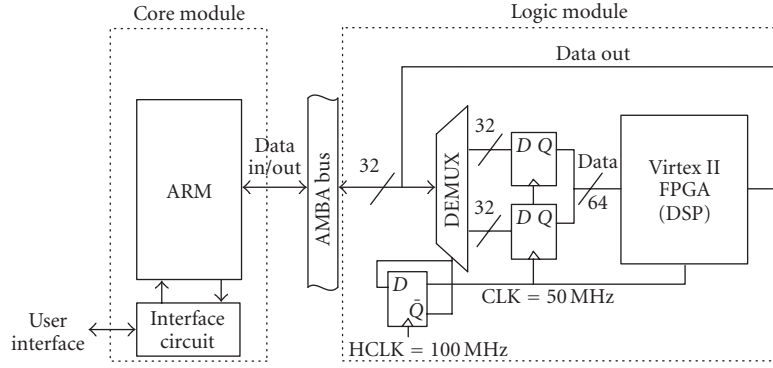 Core module
Logic module
Data out
ARM
Data
in/out
AMBA bus
32
DEMUX
32
32
D Q
D Q
Data
64
Virtex II
FPGA
(DSP)
D
Q̄
CLK = 50 MHz
HCLK = 100 MHz
User
interface
Interface
circuit